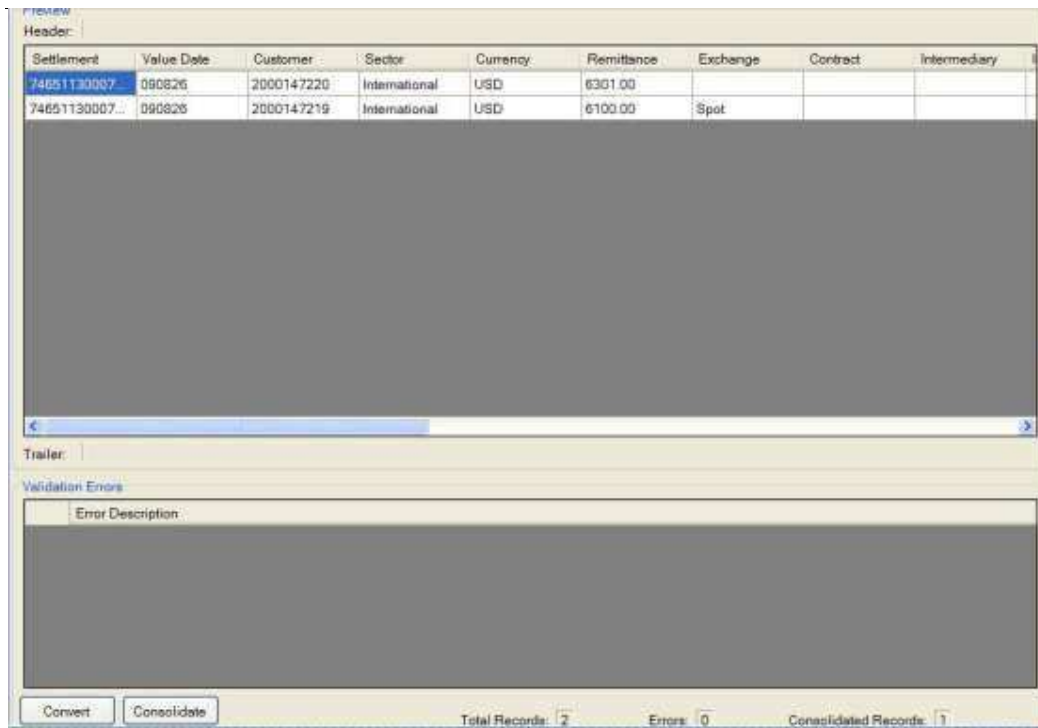 Preview
Header:
Settlement Value Date Customer Sector Currency Remittance Exchange Contract Intermediary
74651130007... 090826 2000147220 International USD 6301.00
74651130007... 090826 2000147219 International USD 6100.00 Spot
Trailer:
Validation Errors
Error Description
Convert Consolidate Total Records: 2 Errors: 0 Consolidated Records: 1